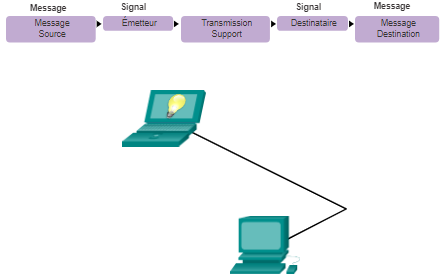 Message Signal Signal Message
Message Émetteur Transmission Destinataire Message
Source Support Destination